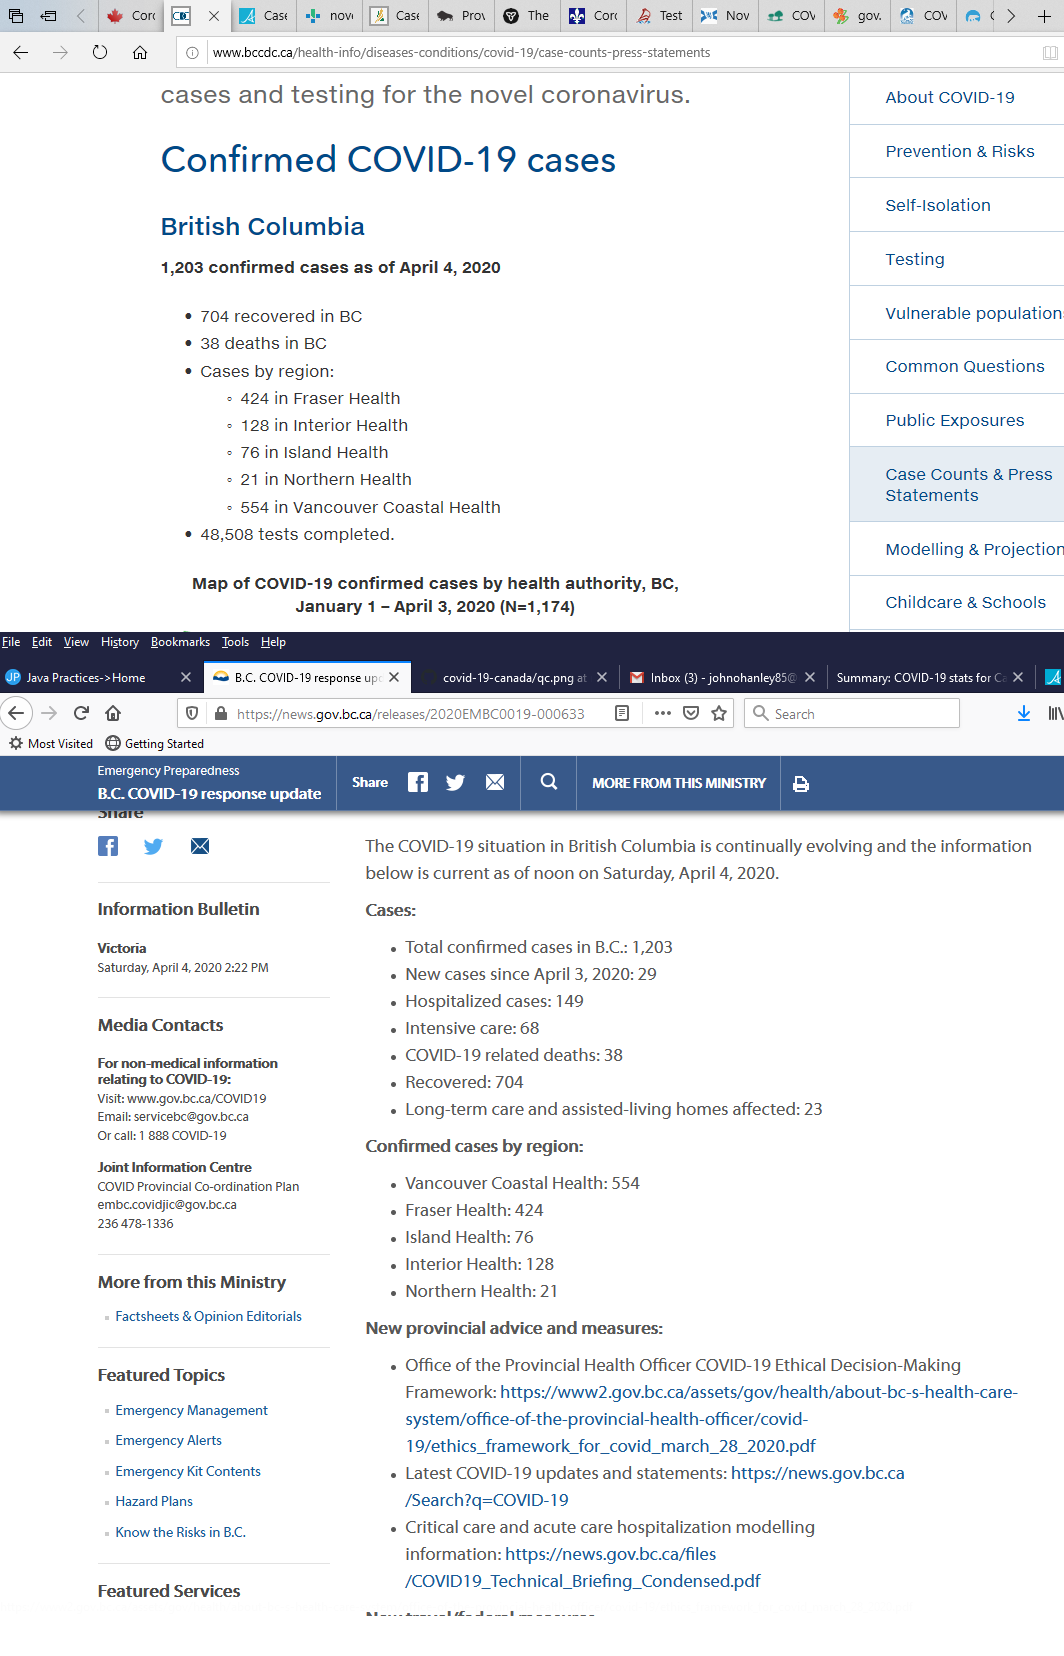 Corc
Case
nove
Case
Prov
The
Corc
Test
Nov
COV
gov.
COV
www.bccdc.ca/health-info/diseases-conditions/covid-19/case-counts-press-statements
cases and testing for the novel coronavirus.
Confirmed COVID-19 cases
British Columbia
1,203 confirmed cases as of April 4, 2020
• 704 recovered in BC
• 38 deaths in BC
• Cases by region:
◦ 424 in Fraser Health
◦ 128 in Interior Health
◦ 76 in Island Health
◦ 21 in Northern Health
◦ 554 in Vancouver Coastal Health
• 48,508 tests completed.
Map of COVID-19 confirmed cases by health authority, BC,
January 1 – April 3, 2020 (N=1,174)
About COVID-19
Prevention & Risks
Self-Isolation
Testing
Vulnerable population
Common Questions
Public Exposures
Case Counts & Press
Statements
Modelling & Projection
Childcare & Schools
File Edit View History Bookmarks Tools Help
JP Java Practices->Home
B.C. COVID-19 response upd
covid-19-canada/qc.png at
Inbox (3) - johnohanley85@
Summary: COVID-19 stats for Ca
https://news.gov.bc.ca/releases/2020EMBC0019-000633
Search
Most Visited Getting Started
Emergency Preparedness
B.C. COVID-19 response update
Share
MORE FROM THIS MINISTRY
Share
Information Bulletin
Victoria
Saturday, April 4, 2020 2:22 PM
Media Contacts
For non-medical information
relating to COVID-19:
Visit: www.gov.bc.ca/COVID19
Email: servicebc@gov.bc.ca
Or call: 1 888 COVID-19
Joint Information Centre
COVID Provincial Co-ordination Plan
embc.covidjic@gov.bc.ca
236 478-1336
More from this Ministry
Factsheets & Opinion Editorials
Featured Topics
Emergency Management
Emergency Alerts
Emergency Kit Contents
Hazard Plans
Know the Risks in B.C.
Featured Services
The COVID-19 situation in British Columbia is continually evolving and the information
below is current as of noon on Saturday, April 4, 2020.
Cases:
• Total confirmed cases in B.C.: 1,203
• New cases since April 3, 2020: 29
• Hospitalized cases: 149
• Intensive care: 68
• COVID-19 related deaths: 38
• Recovered: 704
• Long-term care and assisted-living homes affected: 23
Confirmed cases by region:
• Vancouver Coastal Health: 554
• Fraser Health: 424
• Island Health: 76
• Interior Health: 128
• Northern Health: 21
New provincial advice and measures:
• Office of the Provincial Health Officer COVID-19 Ethical Decision-Making
Framework: https://www2.gov.bc.ca/assets/gov/health/about-bc-s-health-care-
system/office-of-the-provincial-health-officer/covid-
19/ethics_framework_for_covid_march_28_2020.pdf
• Latest COVID-19 updates and statements: https://news.gov.bc.ca
/Search?q=COVID-19
• Critical care and acute care hospitalization modelling
information: https://news.gov.bc.ca/files
/COVID19_Technical_Briefing_Condensed.pdf
New travel/federal measures